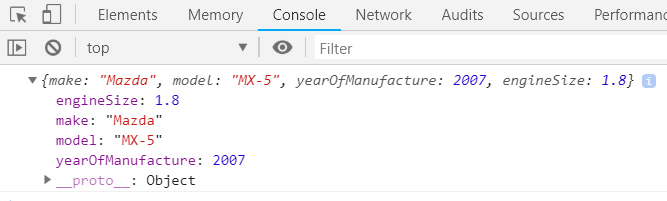 Elements Memory Console Network Audits Sources Performanc
top Filter
{make: "Mazda", model: "MX-5", yearOfManufacture: 2007, engineSize: 1.8} i
engineSize: 1.8
make: "Mazda"
model: "MX-5"
yearOfManufacture: 2007
__proto__: Object